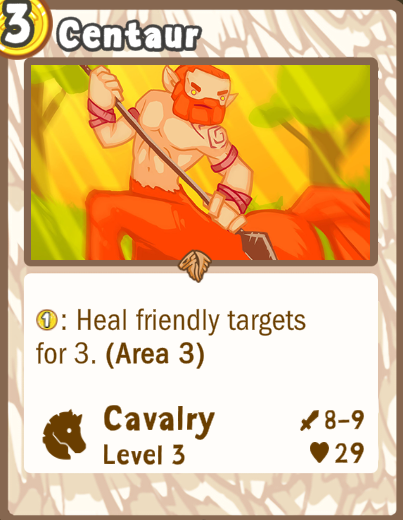 3 Centaur
1: Heal friendly targets
for 3. (Area 3)
Cavalry 8–9
Level 3 29